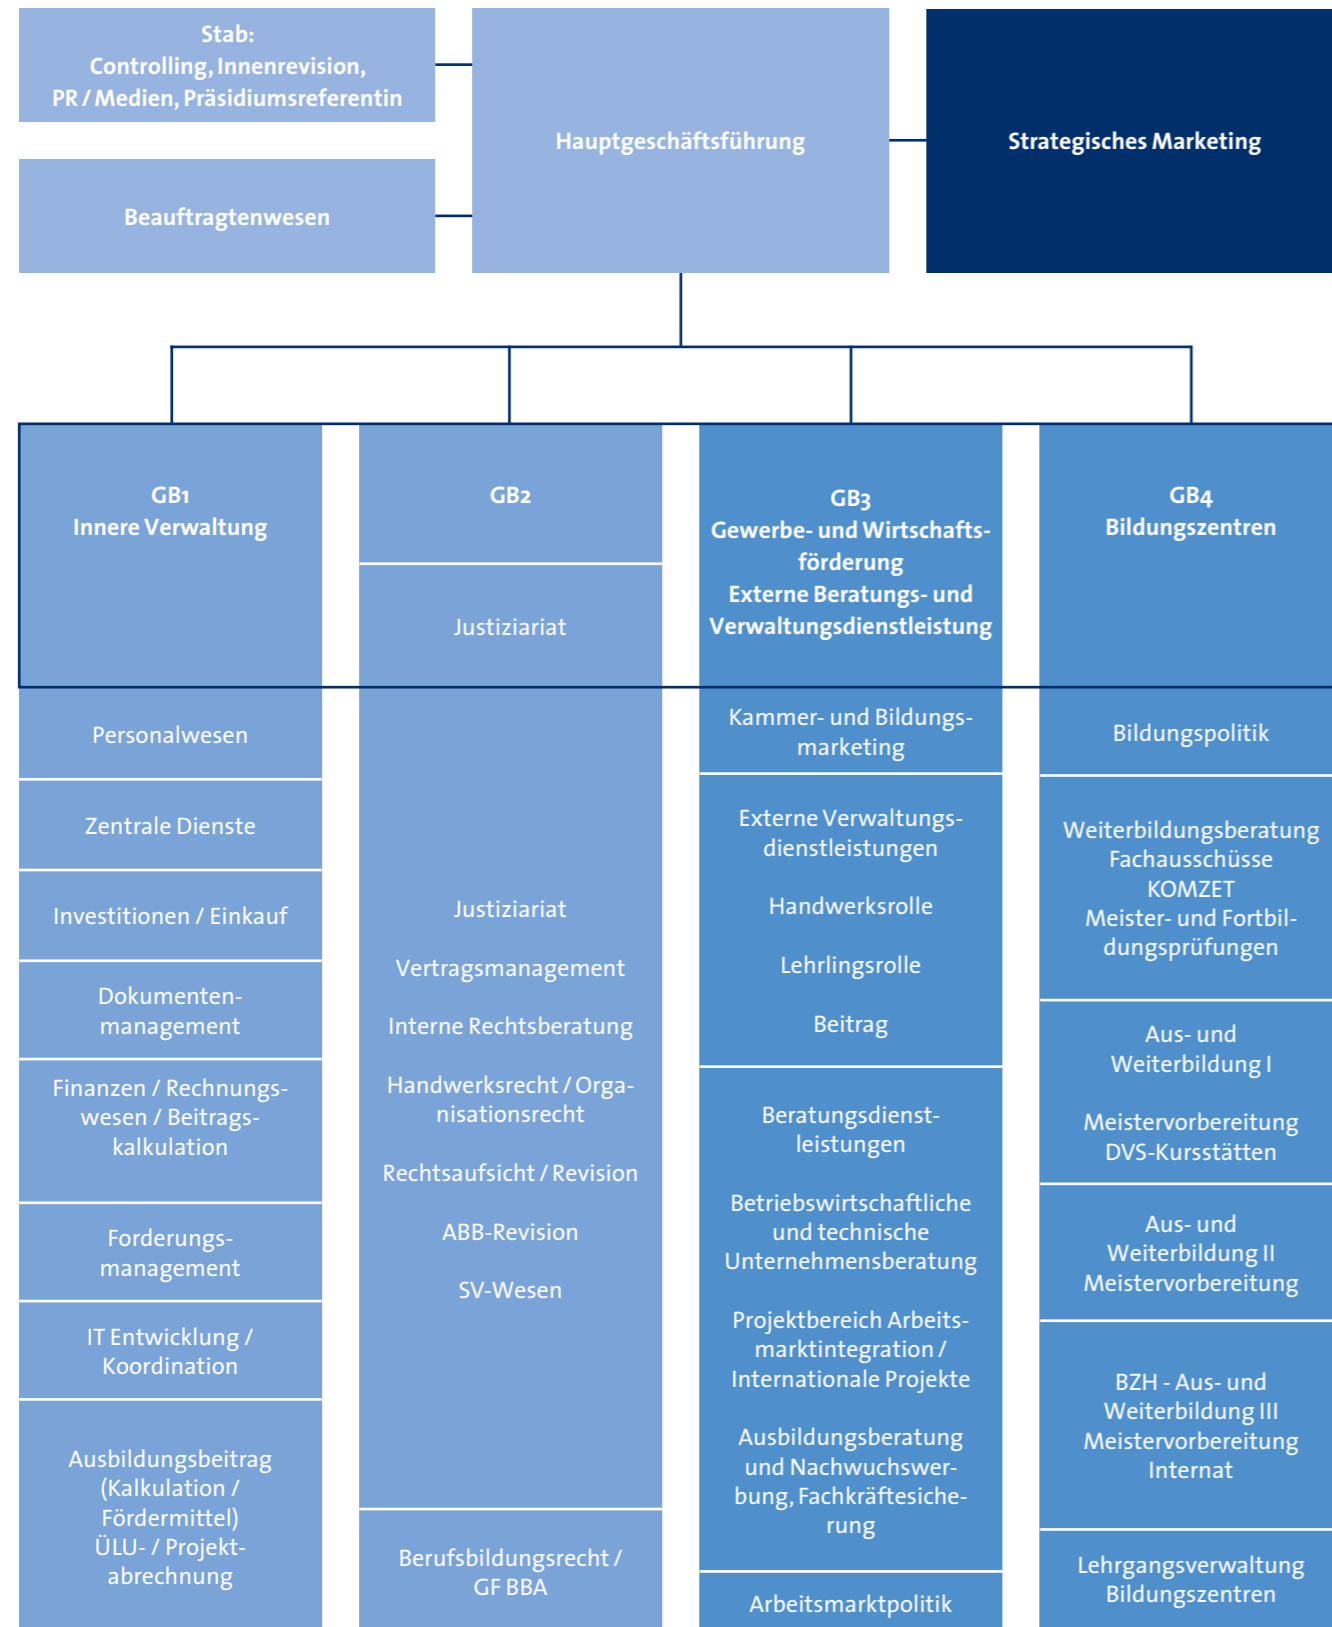 Stab:
Controlling, Innenrevision,
PR / Medien, Präsidiumsreferentin
Hauptgeschäftsführung
Strategisches Marketing
Beauftragtenwesen
GB1
Innere Verwaltung
Personalwesen
Zentrale Dienste
Investitionen / Einkauf
Dokumenten-
management
Finanzen / Rechnungs-
wesen / Beitrags-
kalkulation
Forderungs-
management
IT Entwicklung /
Koordination
Ausbildungsbeitrag
(Kalkulation /
Fördermittel)
ÜLU- / Projekt-
abrechnung
GB2
Justiziariat
Justiziariat
Vertragsmanagement
Interne Rechtsberatung
Handwerksrecht / Orga-
nisationsrecht
Rechtsaufsicht / Revision
ABB-Revision
SV-Wesen
Berufsbildungsrecht /
GF BBA
GB3
Gewerbe- und Wirtschafts-
förderung
Externe Beratungs- und
Verwaltungsdienstleistung
Kammer- und Bildungs-
marketing
Externe Verwaltungs-
dienstleistungen
Handwerksrolle
Lehrlingsrolle
Beitrag
Beratungsdienst-
leistungen
Betriebswirtschaftliche
und technische
Unternehmensberatung
Projektbereich Arbeits-
marktintegration /
Internationale Projekte
Ausbildungsberatung
und Nachwuchswer-
bung, Fachkräftesiche-
rung
Arbeitsmarktpolitik
GB4
Bildungszentren
Bildungspolitik
Weiterbildungsberatung
Fachausschüsse
KOMZET
Meister- und Fortbil-
dungsprüfungen
Aus- und
Weiterbildung I
Meistervorbereitung
DVS-Kursstätten
Aus- und
Weiterbildung II
Meistervorbereitung
BZH - Aus- und
Weiterbildung III
Meistervorbereitung
Internat
Lehrgangsverwaltung
Bildungszentren